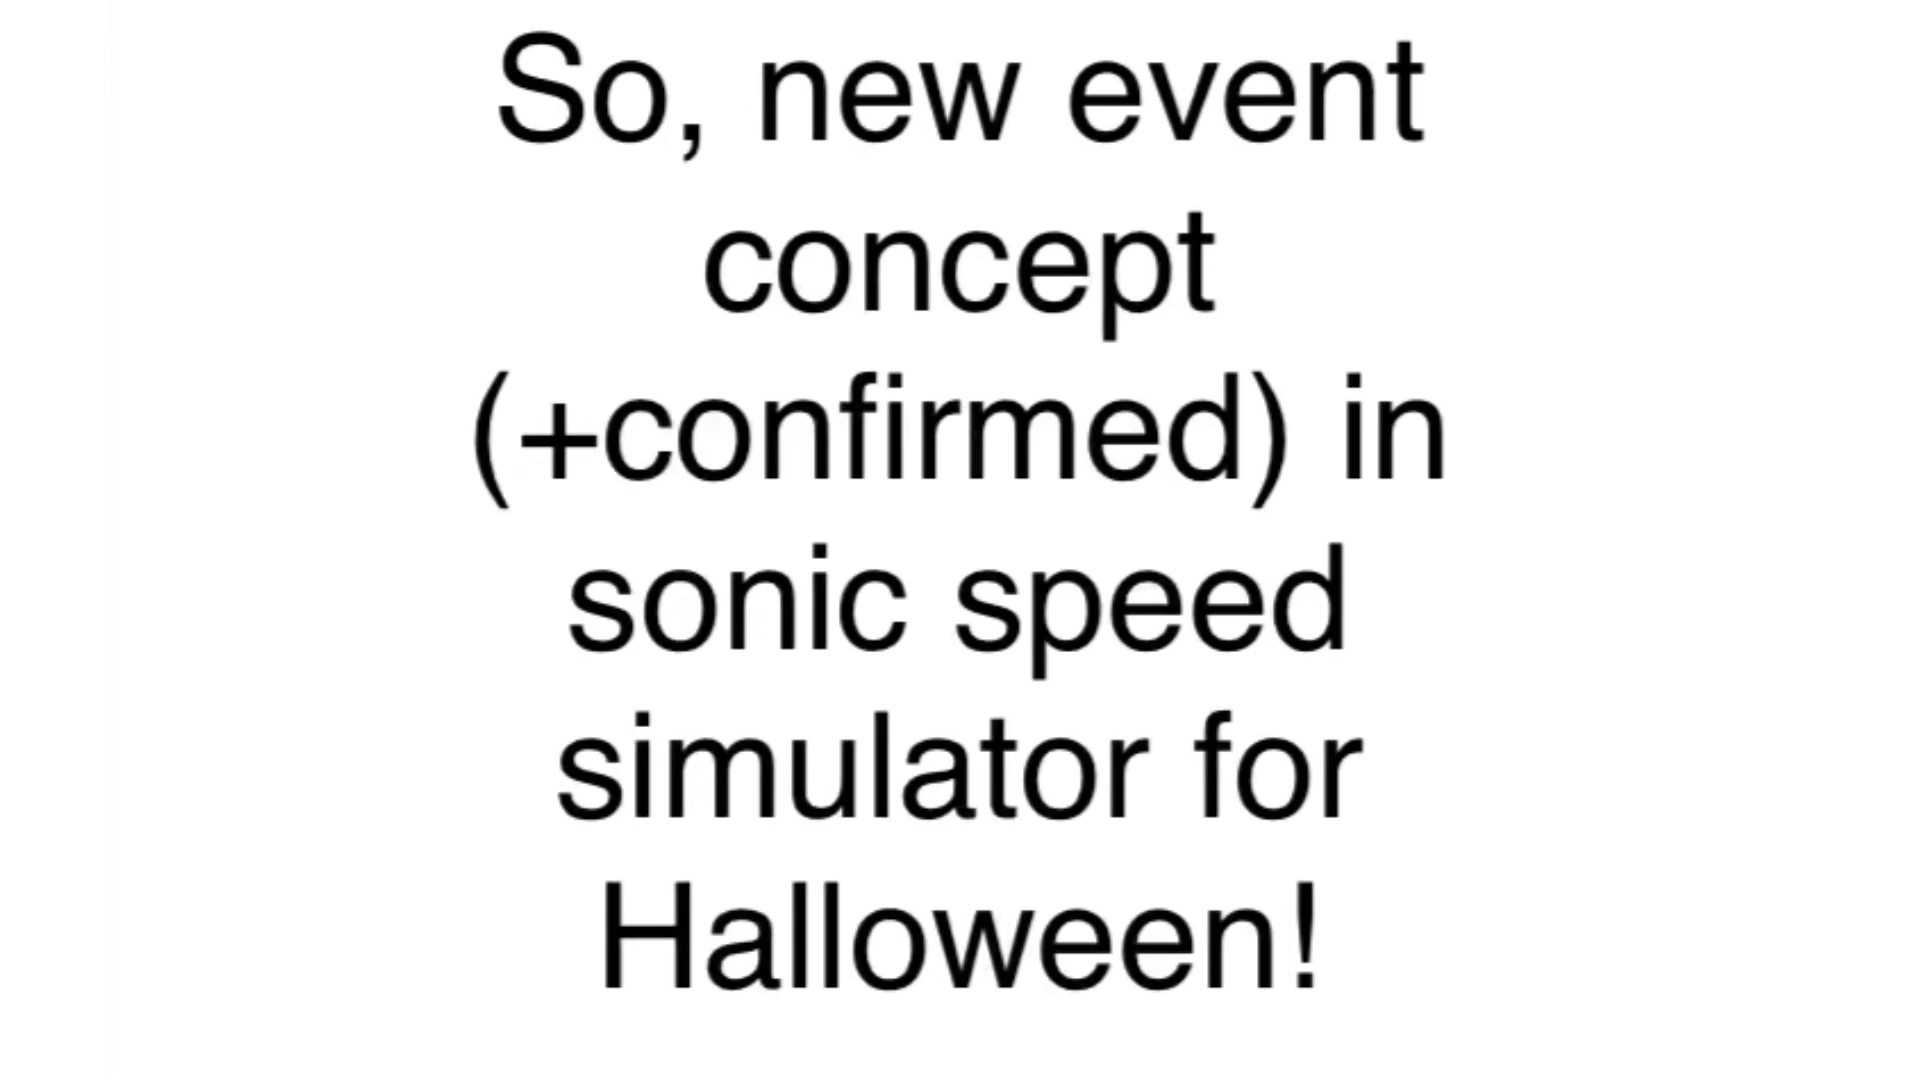 So, new event
concept
(+confirmed) in
sonic speed
simulator for
Halloween!